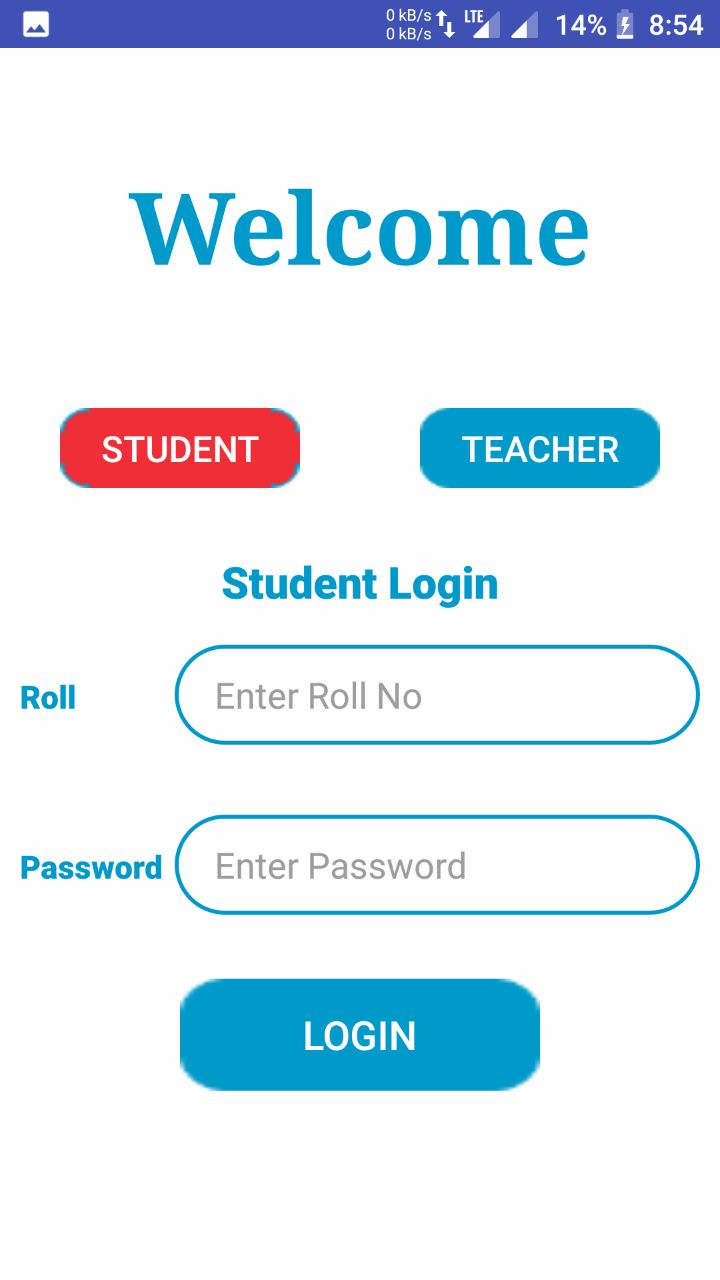 0 kB/s
0 kB/s
LTE
14%
8:54
Welcome
STUDENT
TEACHER
Student Login
Roll
Enter Roll No
Password
Enter Password
LOGIN